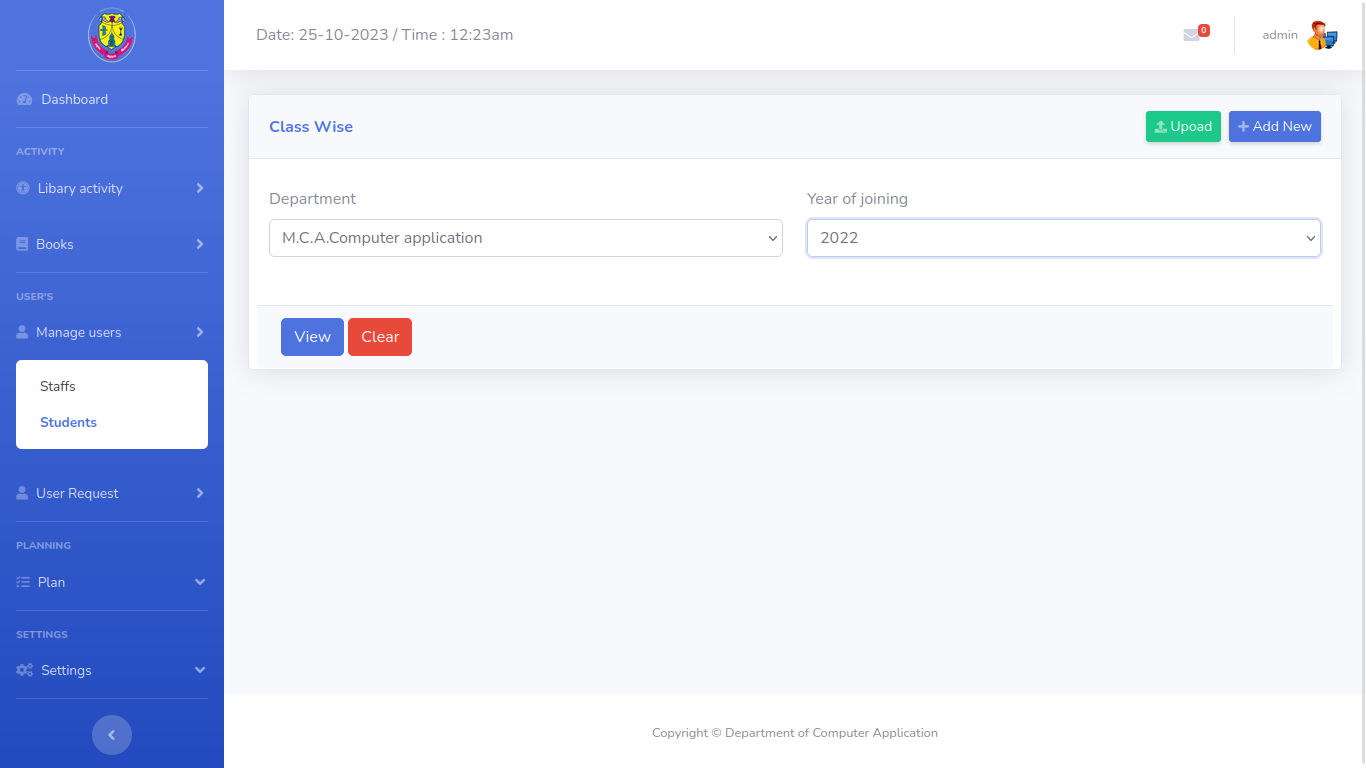 Date: 25-10-2023 / Time : 12:23am
0
admin
Dashboard
ACTIVITY
Libary activity
Books
USER'S
Manage users
Staffs
Students
User Request
PLANNING
Plan
SETTINGS
Settings
Class Wise
Upoad
Add New
Department
Year of joining
M.C.A.Computer application
2022
View
Clear
Copyright © Department of Computer Application